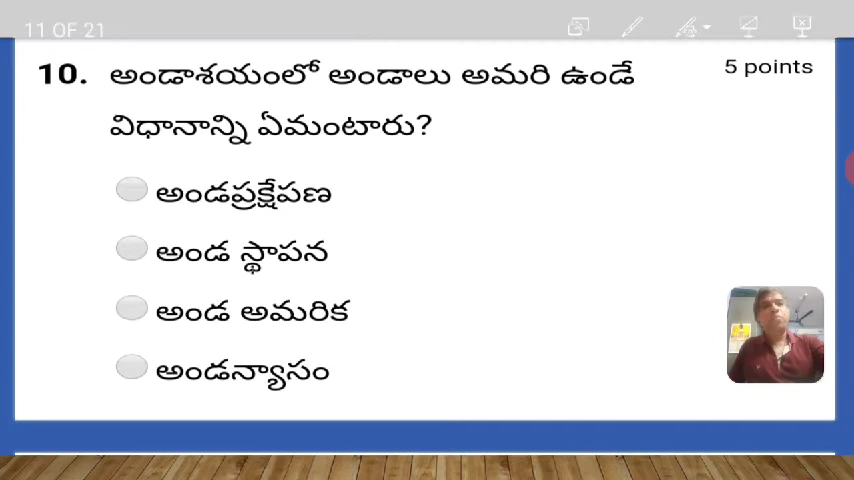 11 OF 21
10. అండాశయంలో అండాలు అమరి ఉండే
5 points
విధానాన్ని ఏమంటారు?
అండప్రక్షేపణ
అండ స్థాపన
అండ అమరిక
అండన్యాసం